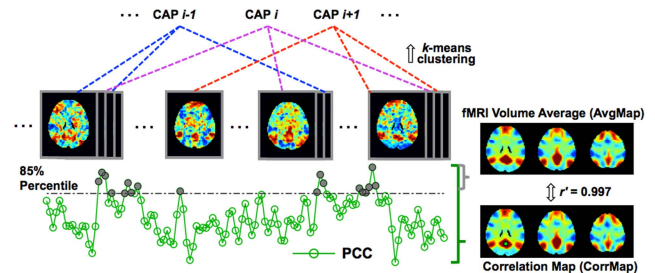 ··· CAP i-1 CAP i CAP i+1 ···
k-means
clustering
··· ··· ··· ···
fMRI Volume Average (AvgMap)
85%
Percentile
r' = 0.997
PCC
Correlation Map (CorrMap)